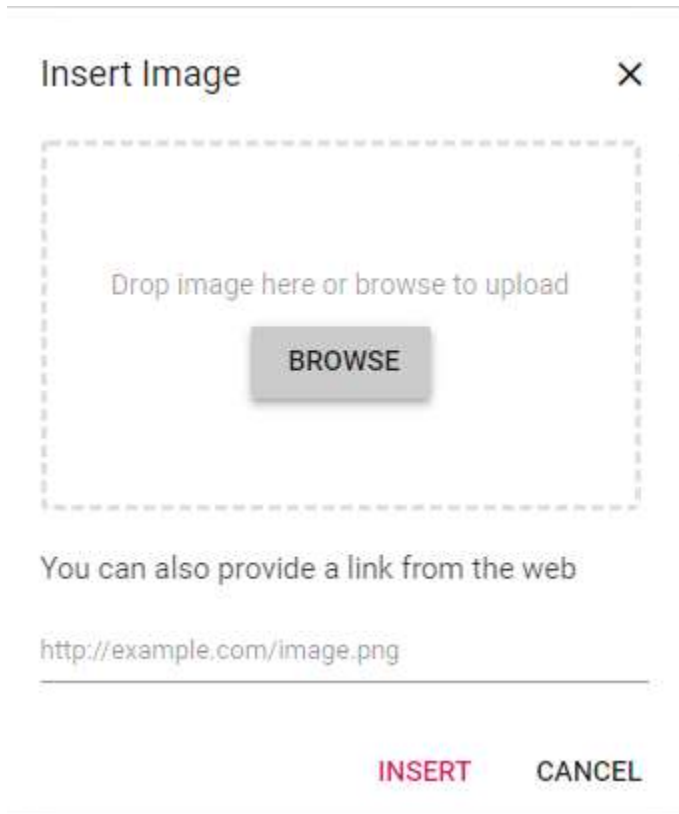 Insert Image
Drop image here or browse to upload
BROWSE
You can also provide a link from the web
http://example.com/image.png
INSERT CANCEL